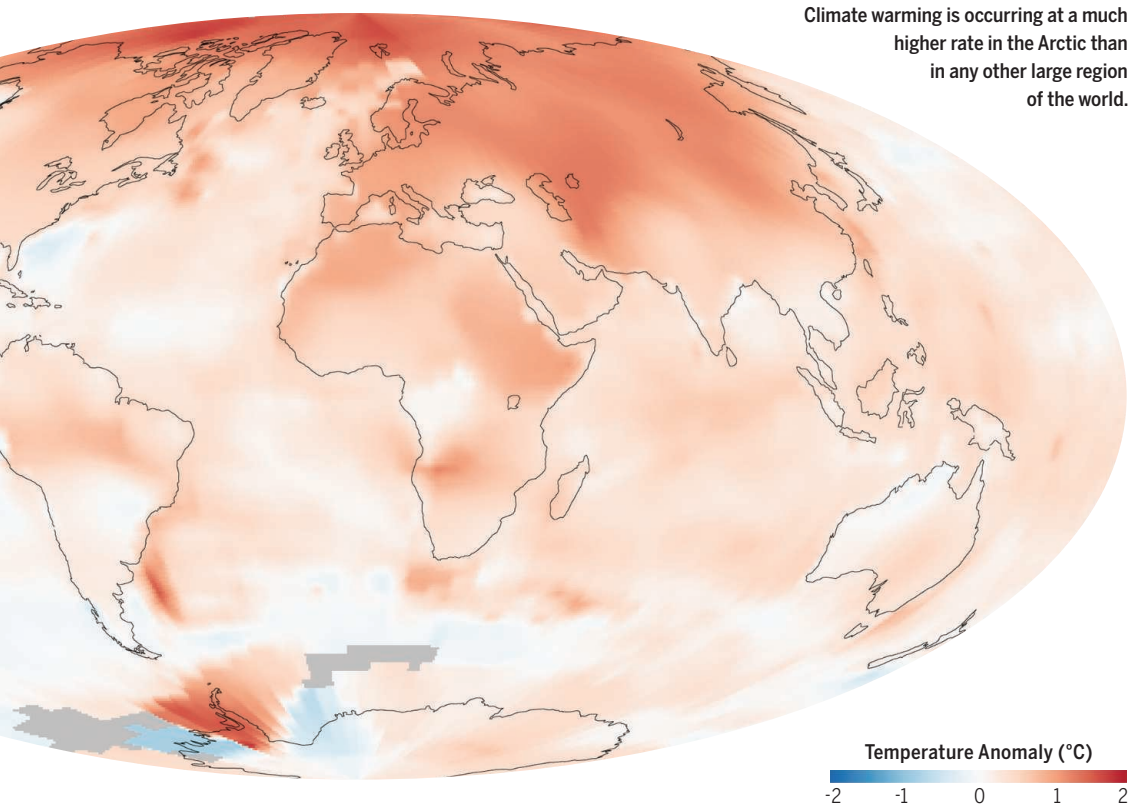 Climate warming is occurring at a much
higher rate in the Arctic than
in any other large region
of the world.
Temperature Anomaly (°C)
-2 -1 0 1 2